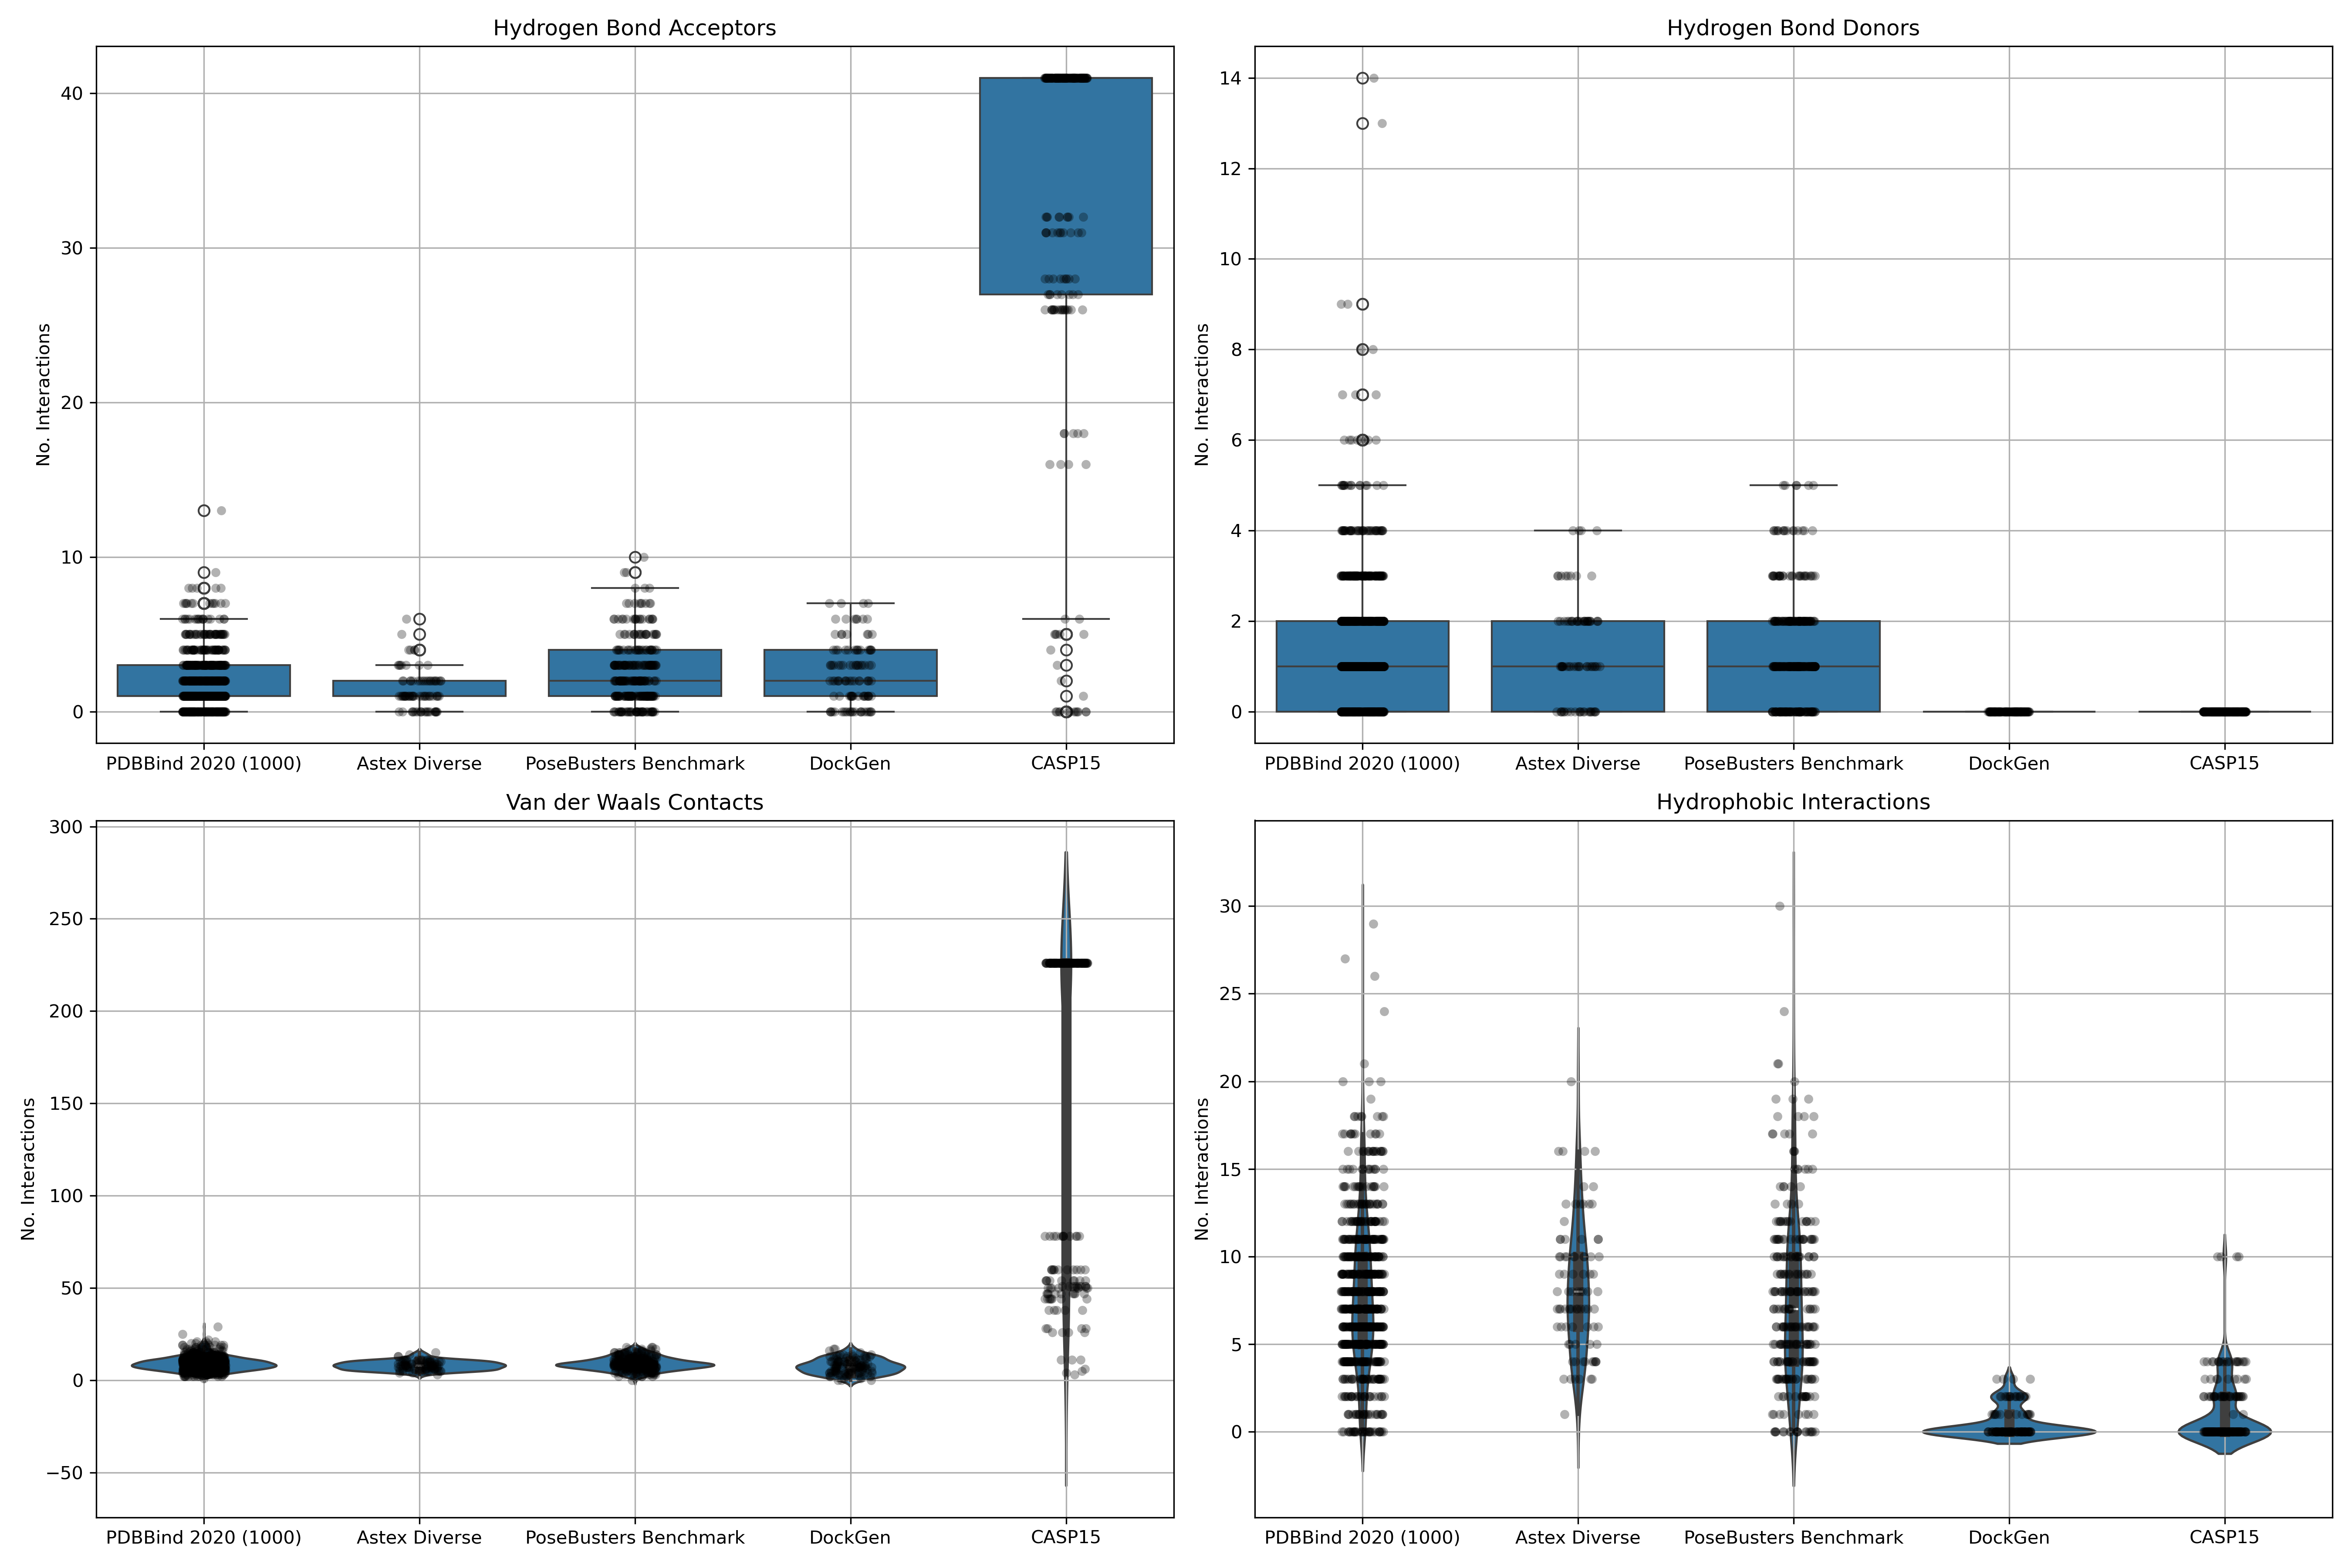 Hydrogen Bond Acceptors
No. Interactions
40
30
20
10
0
PDBBind 2020 (1000)
Astex Diverse
PoseBusters Benchmark
DockGen
CASP15
Hydrogen Bond Donors
No. Interactions
14
12
10
8
6
4
2
0
PDBBind 2020 (1000)
Astex Diverse
PoseBusters Benchmark
DockGen
CASP15
Van der Waals Contacts
No. Interactions
300
250
200
150
100
50
0
−50
PDBBind 2020 (1000)
Astex Diverse
PoseBusters Benchmark
DockGen
CASP15
Hydrophobic Interactions
No. Interactions
30
25
20
15
10
5
0
PDBBind 2020 (1000)
Astex Diverse
PoseBusters Benchmark
DockGen
CASP15